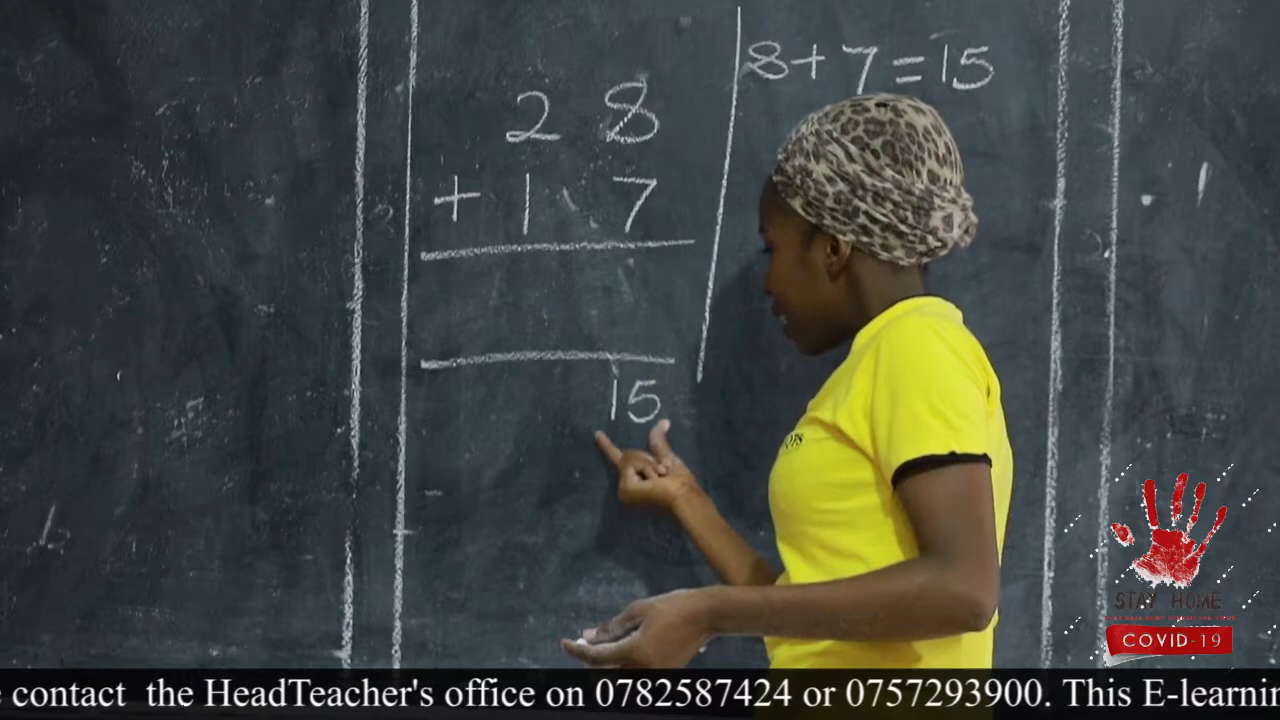 8+7=15
2 8
+ 1 7
15
STAY HOME
COVID-19
contact the HeadTeacher's office on 0782587424 or 0757293900. This